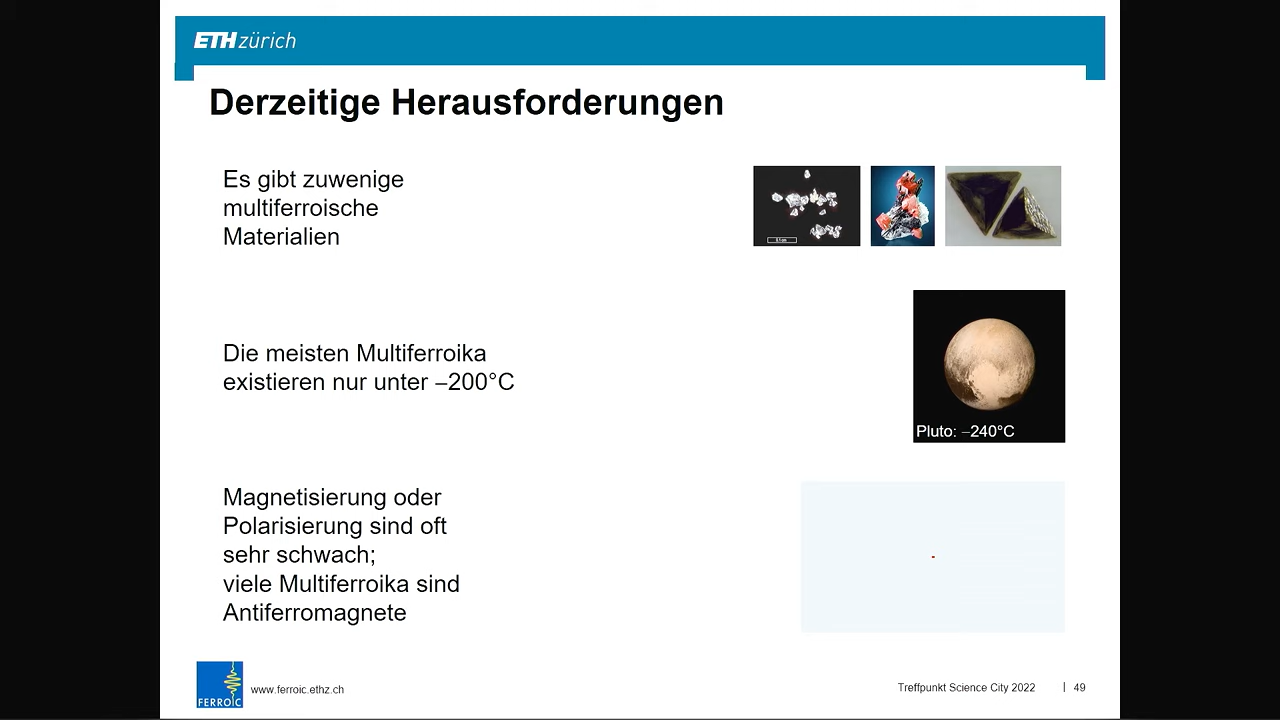 ETH zürich
Derzeitige Herausforderungen
Es gibt zuwenige
multiferroische
Materialien
Die meisten Multiferroika
existieren nur unter –200°C
Pluto: –240°C
Magnetisierung oder
Polarisierung sind oft
sehr schwach;
viele Multiferroika sind
Antiferromagnete
FERROIC
www.ferroic.ethz.ch
Treffpunkt Science City 2022 | 49